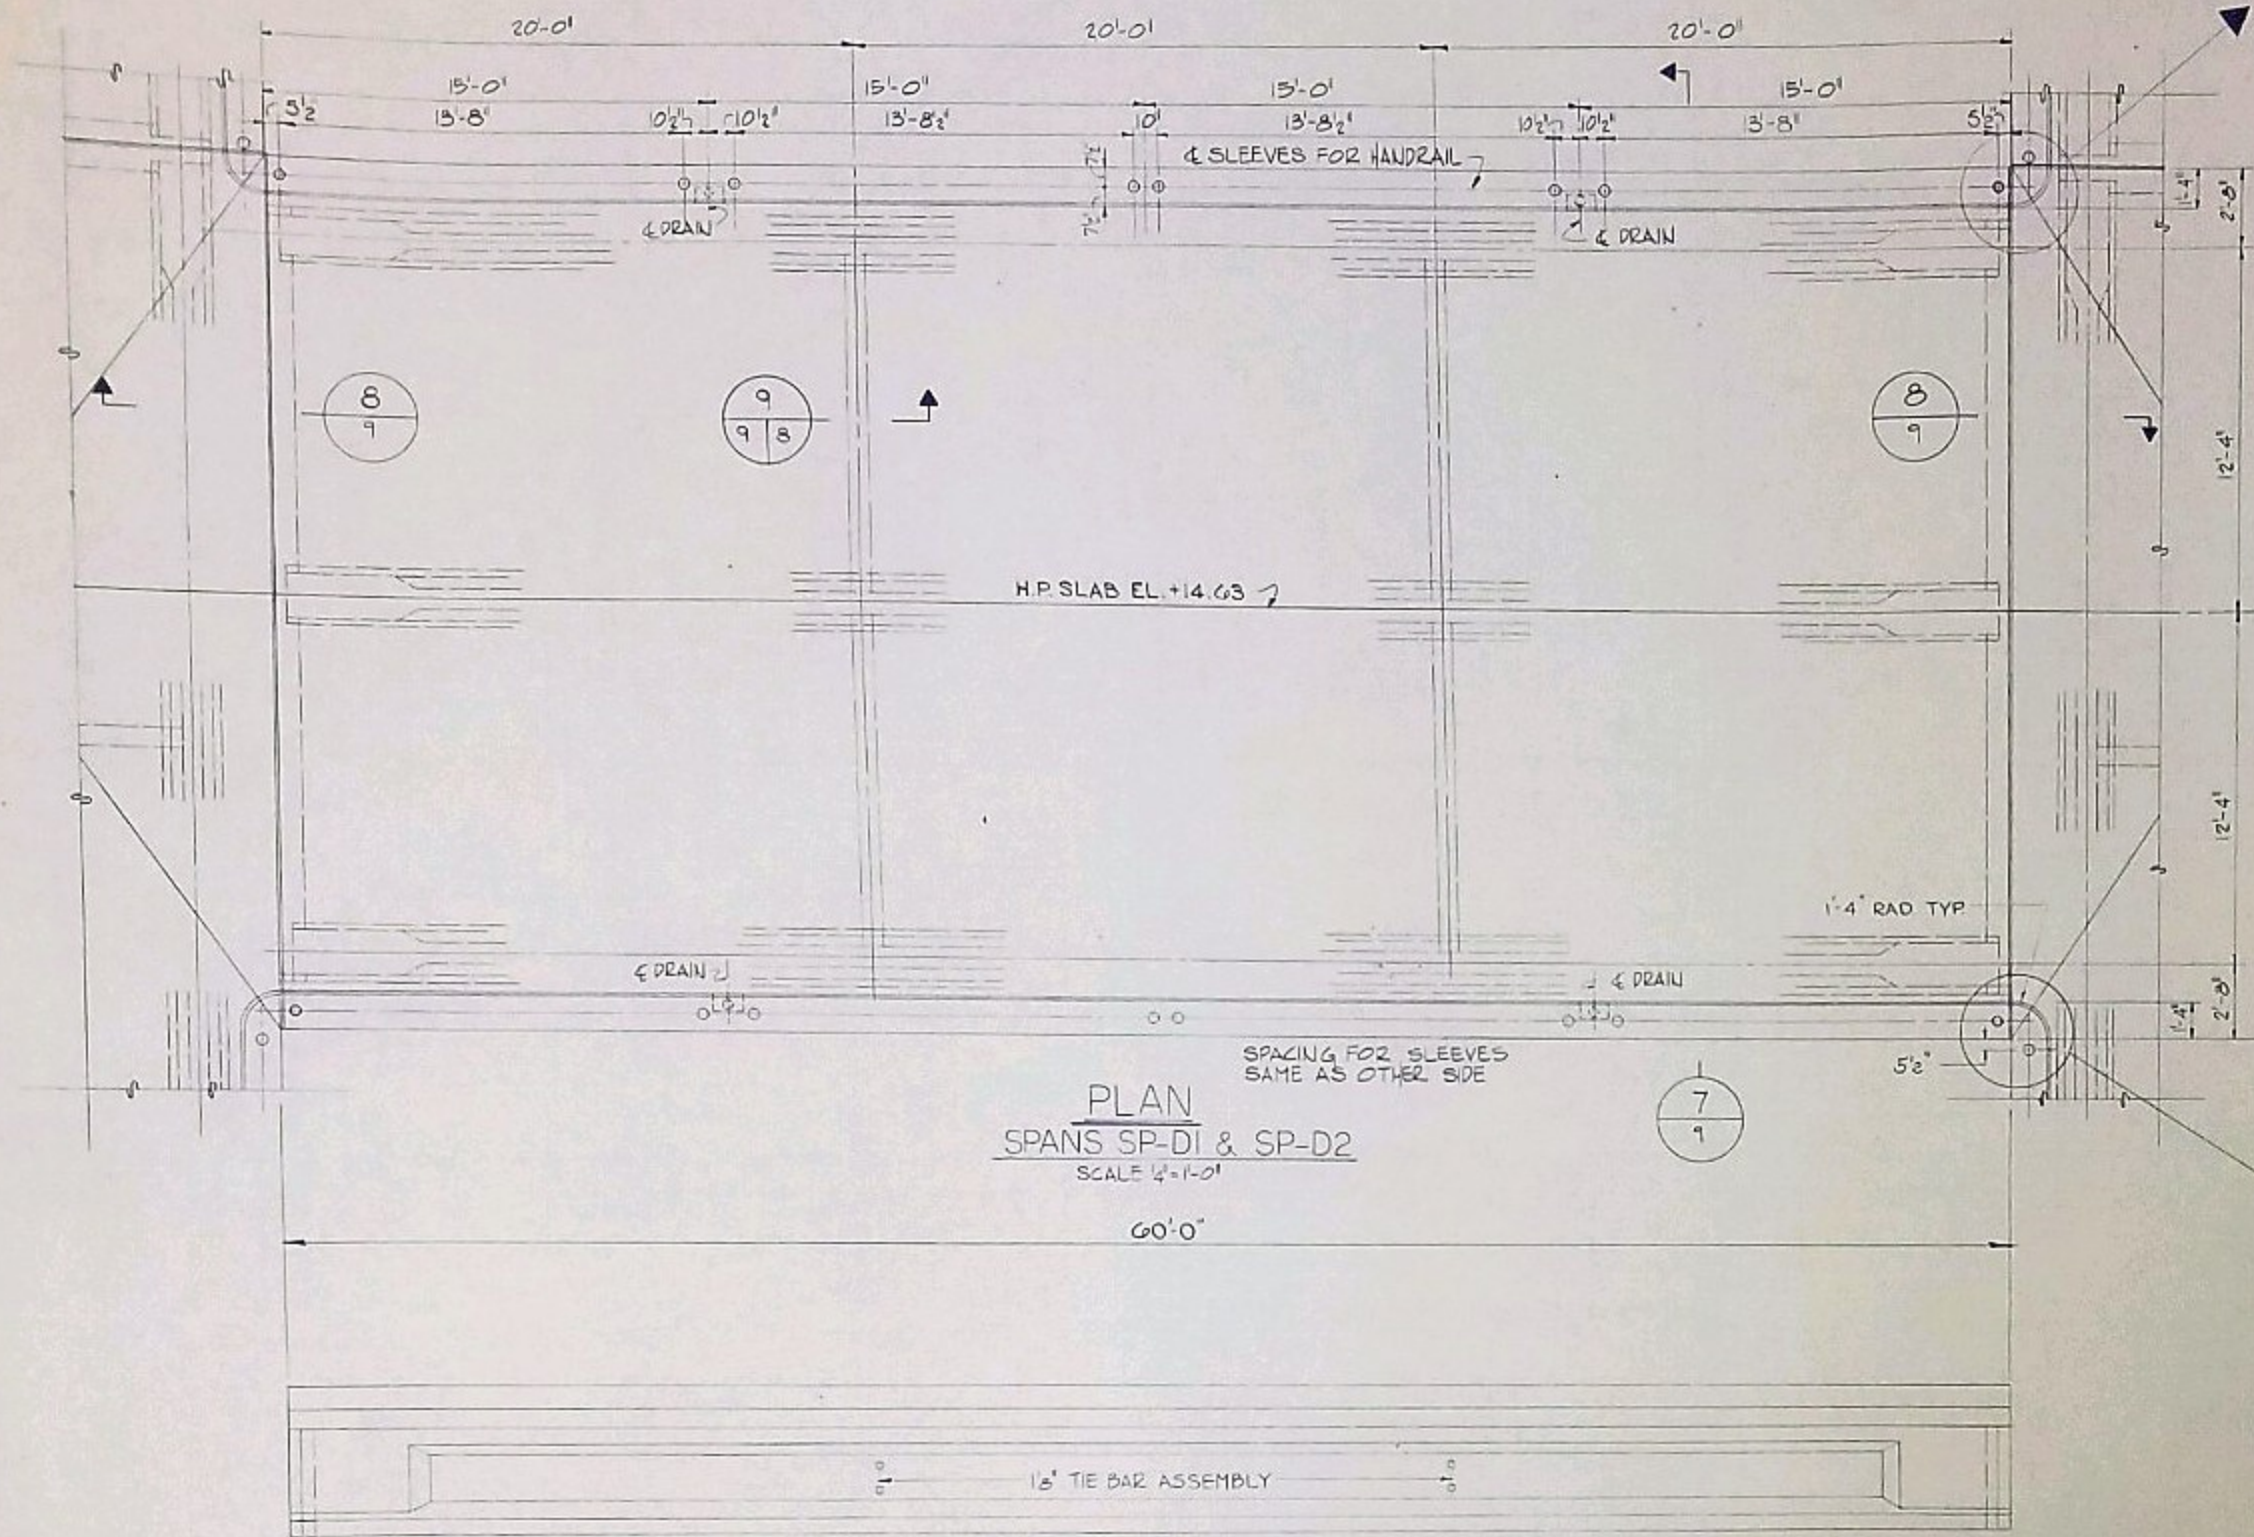 20'-0" 20'-0" 20'-0"
15'-0" 15'-0" 15'-0" 15'-0"
5½ 13'-8" 10½" 10½" 13'-8½" 10" 13'-8½" 10½" 10½" 13'-8" 5½"
7½ ℄ SLEEVES FOR HANDRAIL
1'-4" 2'-8"
7½ ℄ DRAIN ℄ DRAIN
8 9 8
9 9 8 9
12'-4"
H.P. SLAB EL. +14.63
12'-4"
1'-4" RAD TYP.
℄ DRAIN ℄ DRAIN
1'-4" 2'-8"
SPACING FOR SLEEVES
SAME AS OTHER SIDE
5½"
PLAN
7
9
SPANS SP-D1 & SP-D2
SCALE ¼"=1'-0"
60'-0"
1⅛" TIE BAR ASSEMBLY